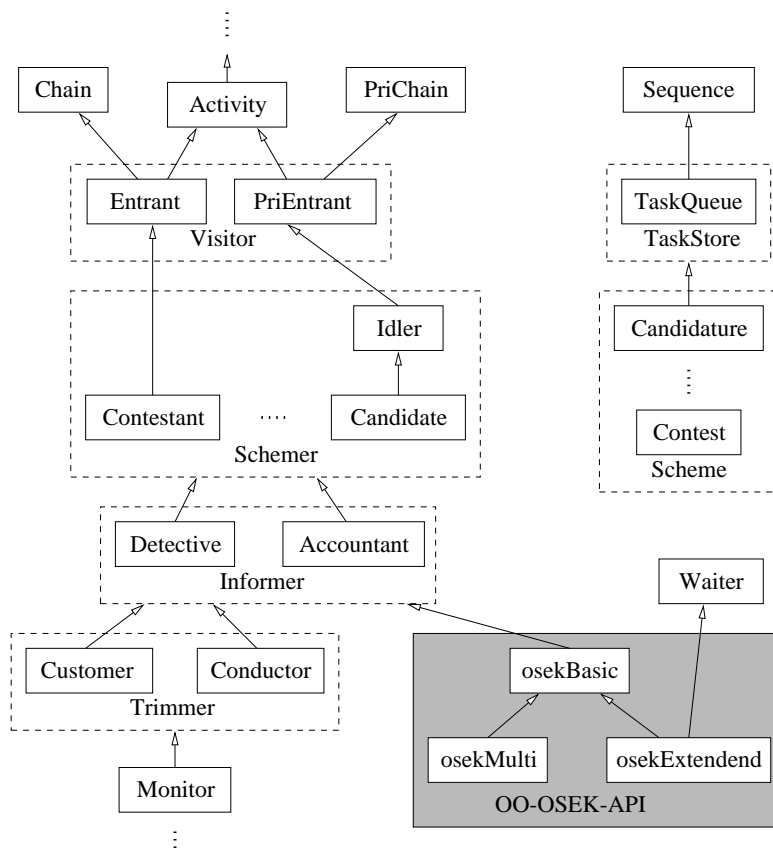 Chain
Activity
PriChain
Sequence
Entrant
PriEntrant
Visitor
TaskQueue
TaskStore
Idler
Candidature
Contestant
Candidate
Schemer
Contest
Scheme
Detective
Accountant
Informer
Waiter
Customer
Conductor
Trimmer
osekBasic
osekMulti
osekExtendend
Monitor
OO-OSEK-API